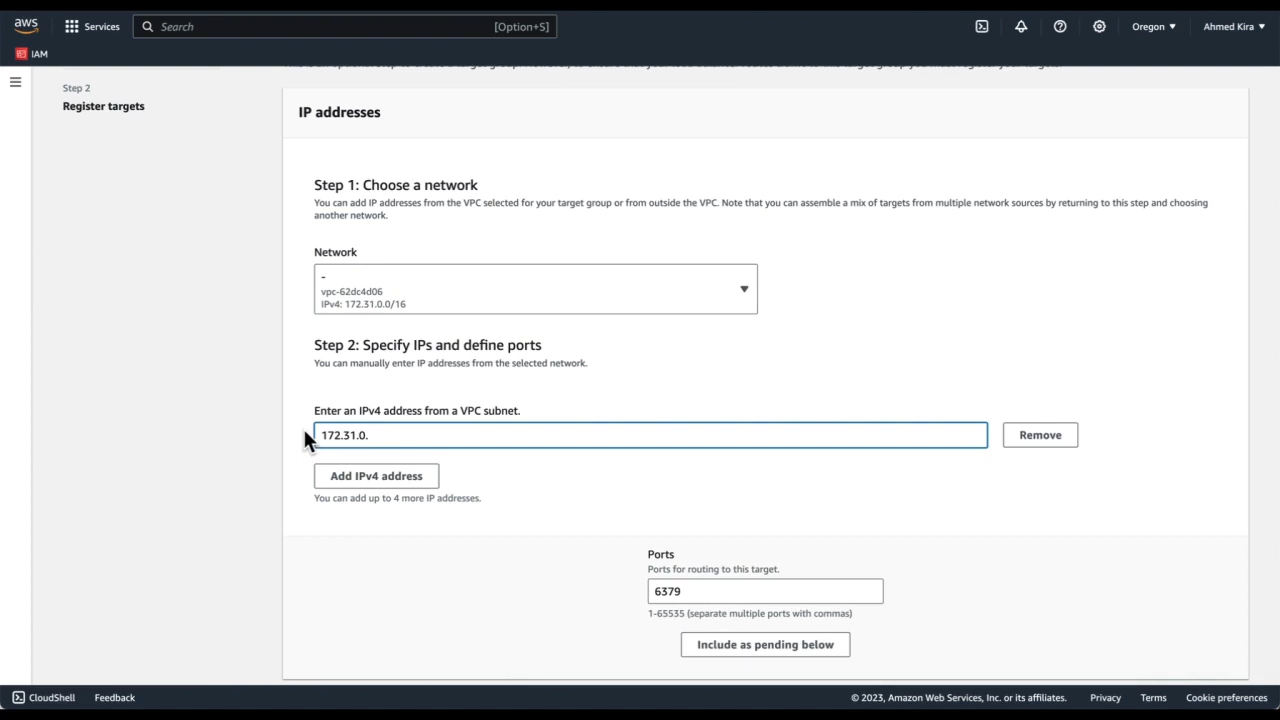 aws
Services
Search
[Option+S]
Oregon
Ahmed Kira
IAM
Step 2
Register targets
IP addresses
Step 1: Choose a network
You can add IP addresses from the VPC selected for your target group or from outside the VPC. Note that you can assemble a mix of targets from multiple network sources by returning to this step and choosing
another network.
Network
-
vpc-62dc4d06
IPv4: 172.31.0.0/16
Step 2: Specify IPs and define ports
You can manually enter IP addresses from the selected network.
Enter an IPv4 address from a VPC subnet.
172.31.0.
Remove
Add IPv4 address
You can add up to 4 more IP addresses.
Ports
Ports for routing to this target.
6379
1-65535 (separate multiple ports with commas)
Include as pending below
CloudShell
Feedback
© 2023, Amazon Web Services, Inc. or its affiliates.
Privacy
Terms
Cookie preferences